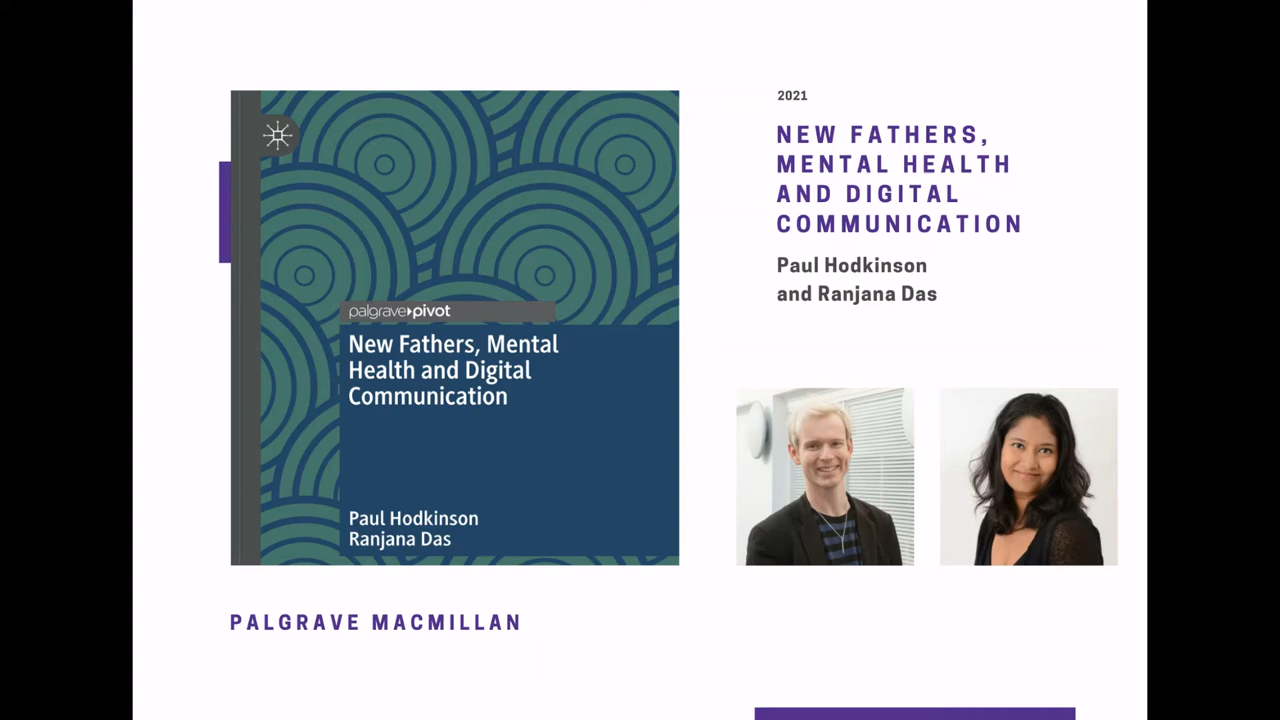 palgrave pivot
New Fathers, Mental
Health and Digital
Communication
Paul Hodkinson
Ranjana Das
PALGRAVE MACMILLAN
2021
NEW FATHERS,
MENTAL HEALTH
AND DIGITAL
COMMUNICATION
Paul Hodkinson
and Ranjana Das